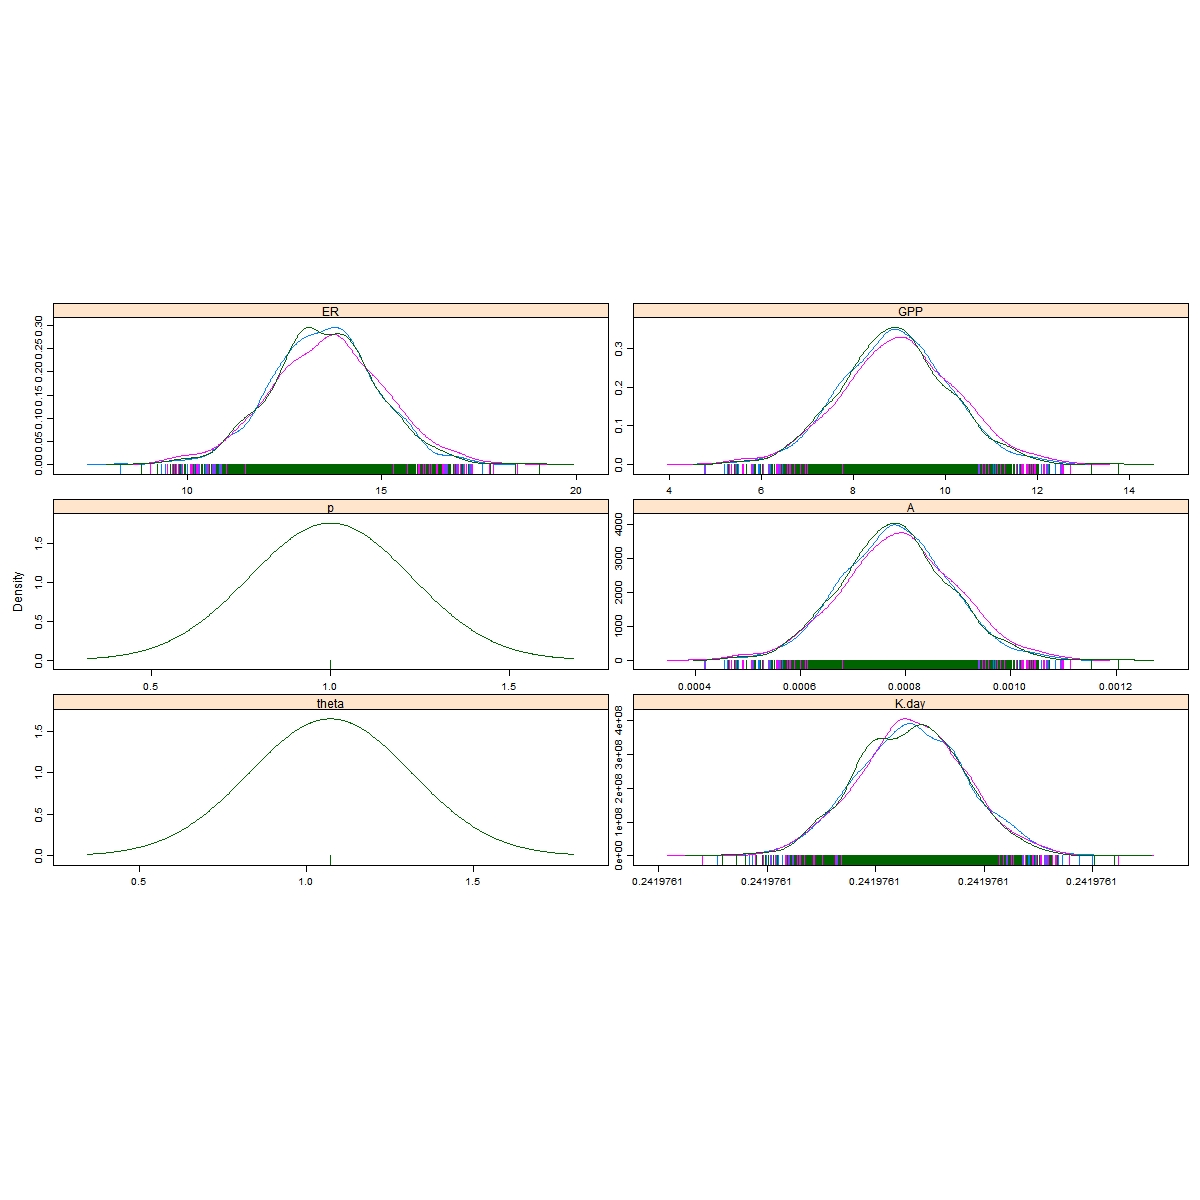 ER
0.00 0.05 0.10 0.15 0.20 0.25 0.30
10 15 20
GPP
0.0 0.1 0.2 0.3
4 6 8 10 12 14
p
0.0 0.5 1.0 1.5
0.5 1.0 1.5
A
0 1000 2000 3000 4000
0.0004 0.0006 0.0008 0.0010 0.0012
Density
theta
0.0 0.5 1.0 1.5
0.5 1.0 1.5
K.day
0e+00 1e+08 2e+08 3e+08 4e+08
0.2419761 0.2419761 0.2419761 0.2419761 0.2419761